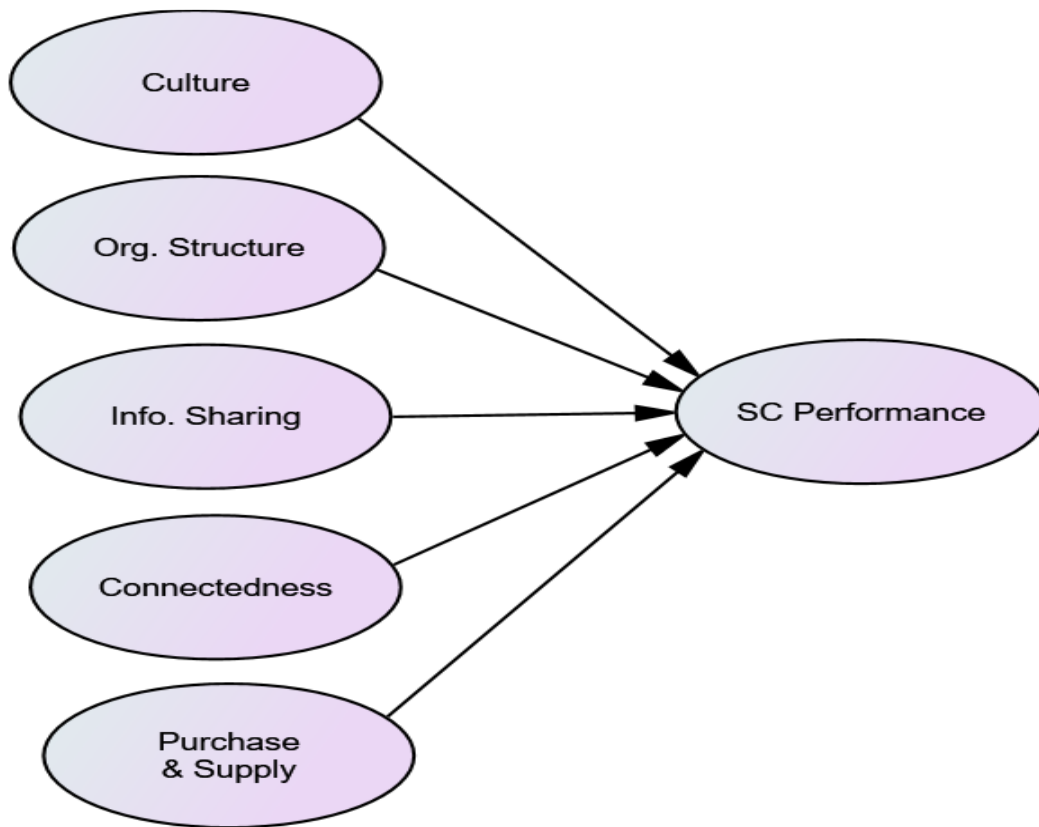 Culture
Org. Structure
Info. Sharing
SC Performance
Connectedness
Purchase
& Supply